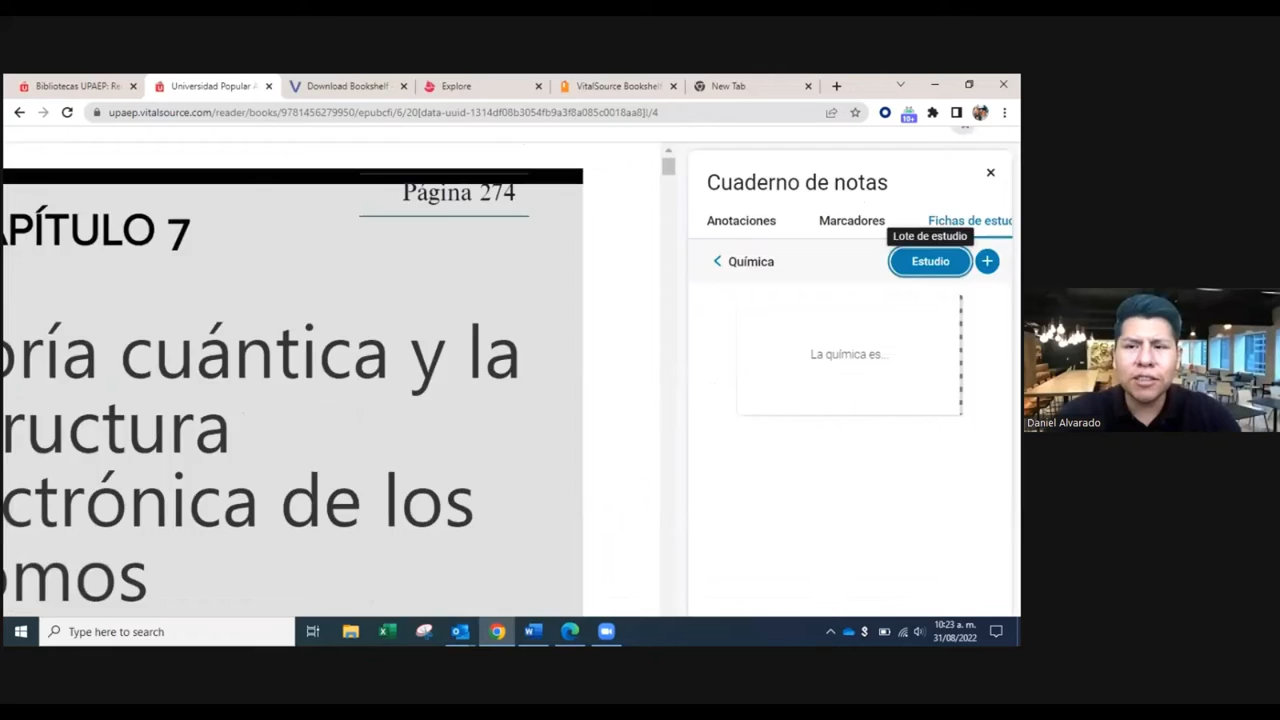 Bibliotecas UPAEP: Re
Universidad Popular A
Download Bookshelf
Explore
VitalSource Bookshelf
New Tab
upaep.vitalsource.com/reader/books/9781456279950/epubcfi/6/20[data-uuid-1314df08b3054fb9a3f8a085c0018aa8]!/4
10+
Página 274
APÍTULO 7
oría cuántica y la
ructura
ctrónica de los
omos
Cuaderno de notas
Anotaciones
Marcadores
Fichas de estuc
Lote de estudio
Química
Estudio
La química es...
Daniel Alvarado
Type here to search
10:23 a. m.
31/08/2022